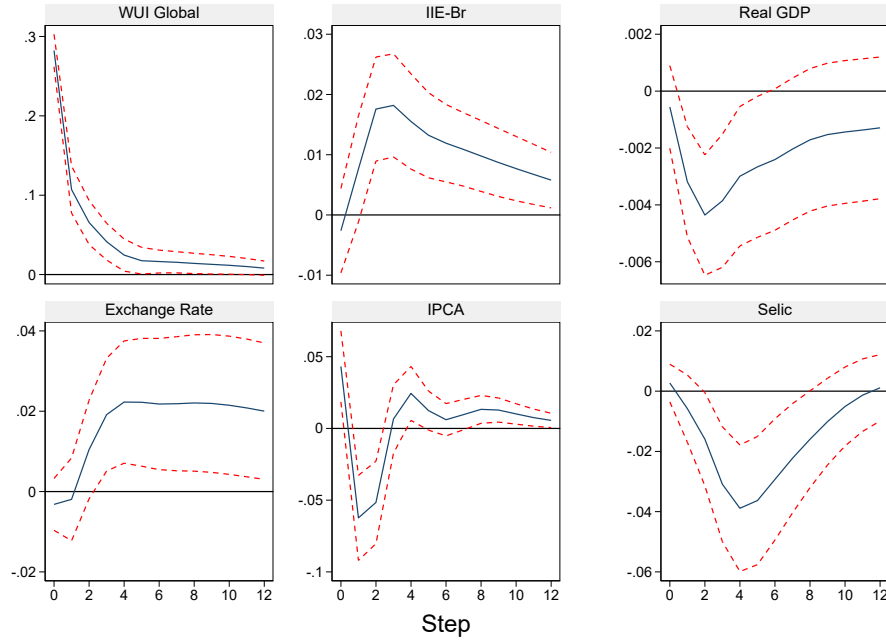 WUI Global
IIE-Br
Real GDP
.3
.2
.1
0
.03
.02
.01
0
-.01
.002
0
-.002
-.004
-.006
Exchange Rate
IPCA
Selic
.04
.02
0
-.02
.05
0
-.05
-.1
.02
0
-.02
-.04
-.06
0 2 4 6 8 10 12
0 2 4 6 8 10 12
0 2 4 6 8 10 12
Step